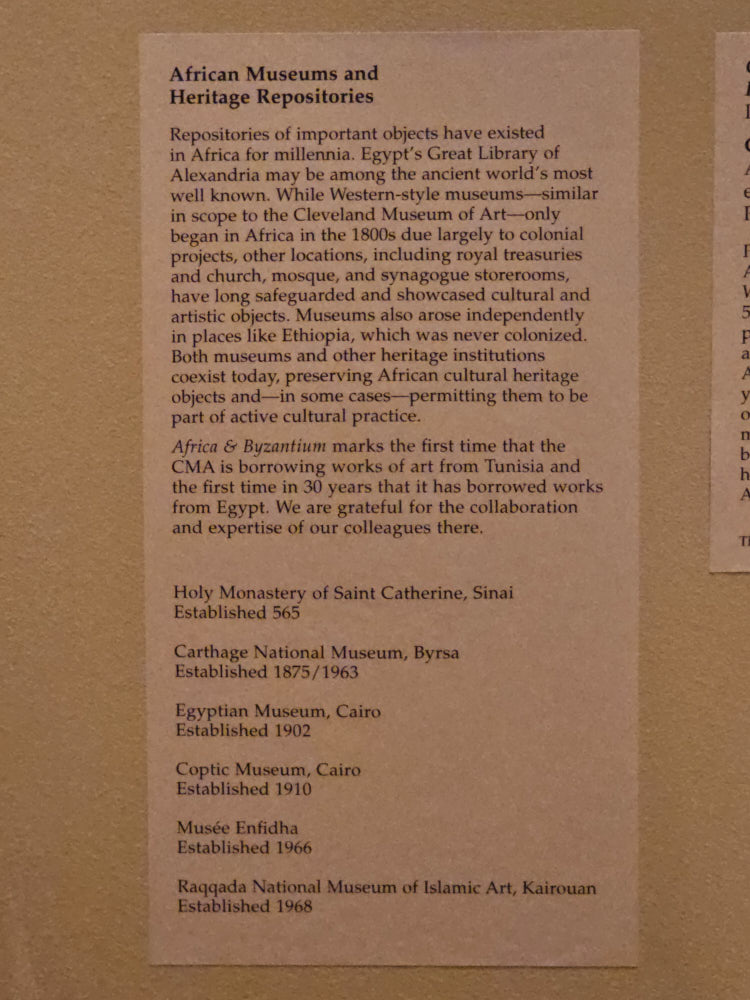 African Museums and
Heritage Repositories
Repositories of important objects have existed
in Africa for millennia. Egypt's Great Library of
Alexandria may be among the ancient world's most
well known. While Western-style museums—similar
in scope to the Cleveland Museum of Art—only
began in Africa in the 1800s due largely to colonial
projects, other locations, including royal treasuries
and church, mosque, and synagogue storerooms,
have long safeguarded and showcased cultural and
artistic objects. Museums also arose independently
in places like Ethiopia, which was never colonized.
Both museums and other heritage institutions
coexist today, preserving African cultural heritage
objects and—in some cases—permitting them to be
part of active cultural practice.
Africa & Byzantium marks the first time that the
CMA is borrowing works of art from Tunisia and
the first time in 30 years that it has borrowed works
from Egypt. We are grateful for the collaboration
and expertise of our colleagues there.
Holy Monastery of Saint Catherine, Sinai
Established 565
Carthage National Museum, Byrsa
Established 1875/1963
Egyptian Museum, Cairo
Established 1902
Coptic Museum, Cairo
Established 1910
Musée Enfidha
Established 1966
Raqqada National Museum of Islamic Art, Kairouan
Established 1968